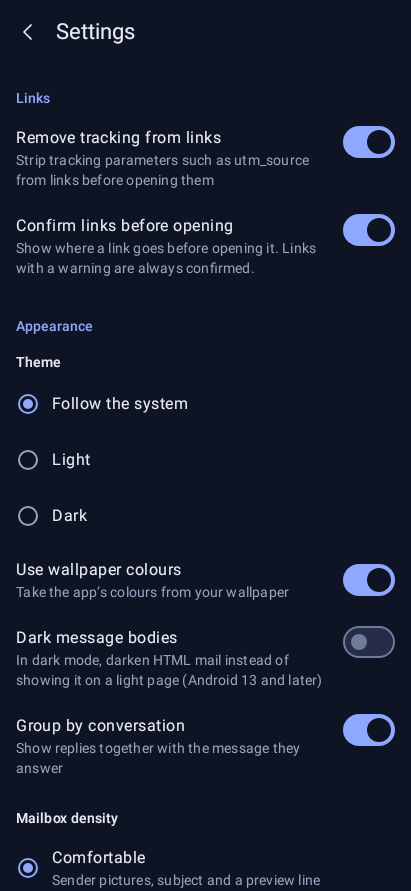 Settings
Links
Remove tracking from links
Strip tracking parameters such as utm_source
from links before opening them
Confirm links before opening
Show where a link goes before opening it. Links
with a warning are always confirmed.
Appearance
Theme
Follow the system
Light
Dark
Use wallpaper colours
Take the app’s colours from your wallpaper
Dark message bodies
In dark mode, darken HTML mail instead of
showing it on a light page (Android 13 and later)
Group by conversation
Show replies together with the message they
answer
Mailbox density
Comfortable
Sender pictures, subject and a preview line